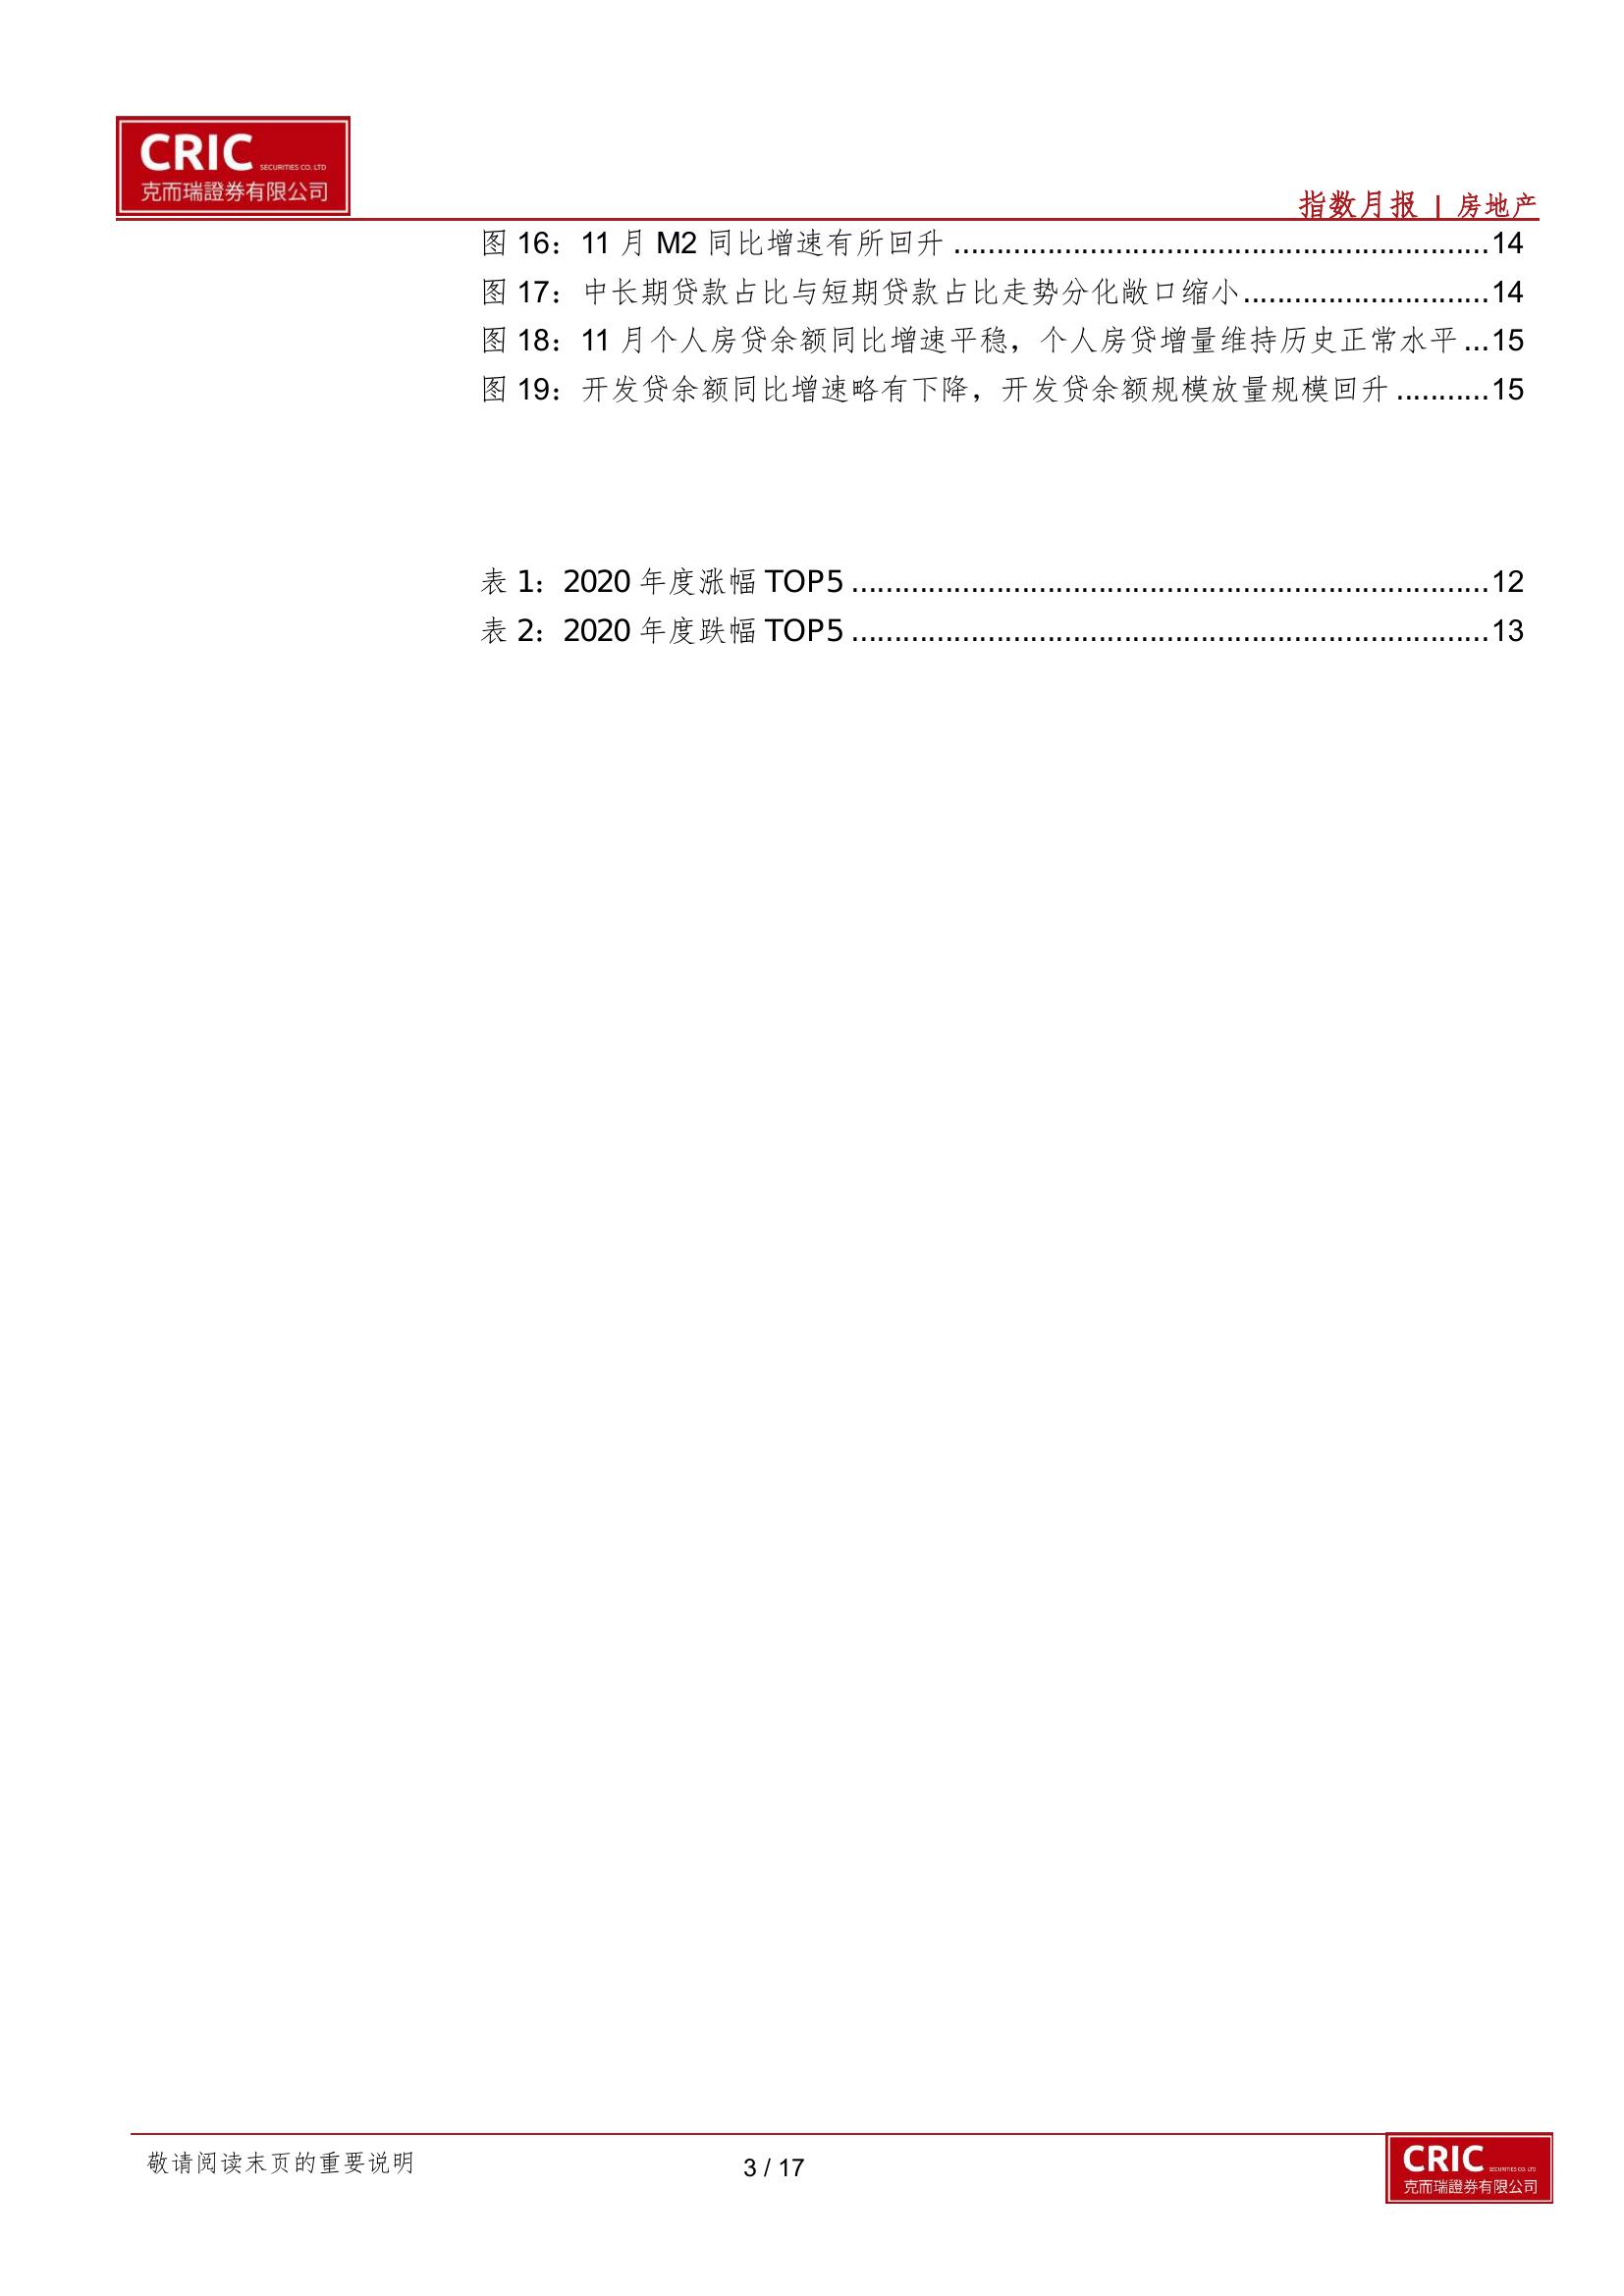 CRIC SECURITIES CO. LTD
克而瑞證券有限公司
指数月报 | 房地产
图 16：11 月 M2 同比增速有所回升................................................................14
图 17：中长期贷款占比与短期贷款占比走势分化敞口缩小.............................14
图 18：11 月个人房贷余额同比增速平稳，个人房贷增量维持历史正常水平...15
图 19：开发贷余额同比增速略有下降，开发贷余额规模放量规模回升...........15
表 1：2020 年度涨幅 TOP5...........................................................................12
表 2：2020 年度跌幅 TOP5...........................................................................13
敬请阅读末页的重要说明
3 / 17
CRIC SECURITIES CO. LTD
克而瑞證券有限公司